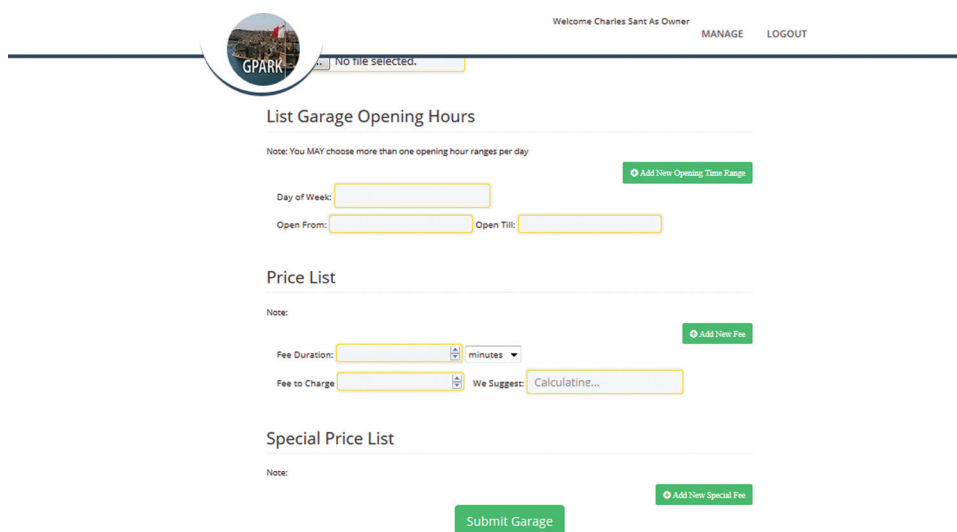 Welcome Charles Sant As Owner
MANAGE LOGOUT
GPARK
No file selected.
List Garage Opening Hours
Note: You MAY choose more than one opening hour ranges per day
Add New Opening Time Range
Day of Week:
Open From: Open Till:
Price List
Note:
Add New Fee
Fee Duration: minutes
Fee to Charge We Suggest: Calculating...
Special Price List
Note:
Add New Special Fee
Submit Garage